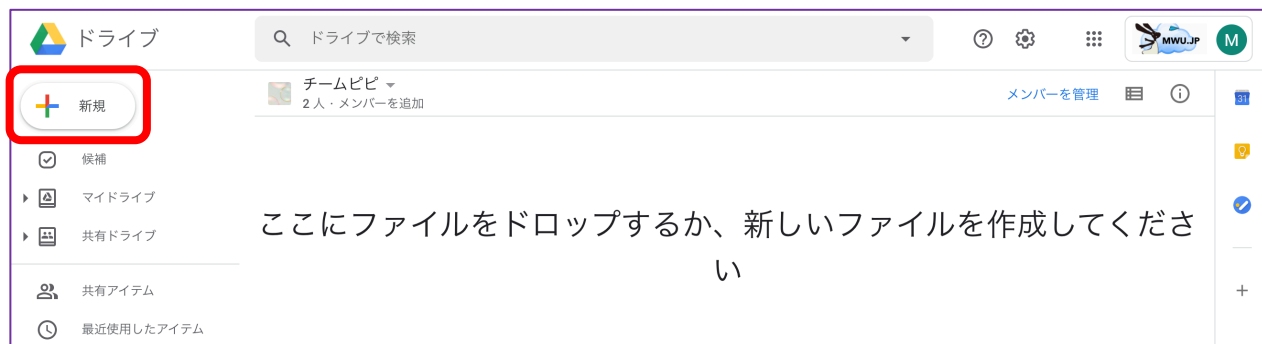 ドライブ
ドライブで検索
MWU.JP
M
新規
チームピピ
2 人・メンバーを追加
メンバーを管理
31
候補
マイドライブ
共有ドライブ
ここにファイルをドロップするか、新しいファイルを作成してくださ
い
共有アイテム
最近使用したアイテム